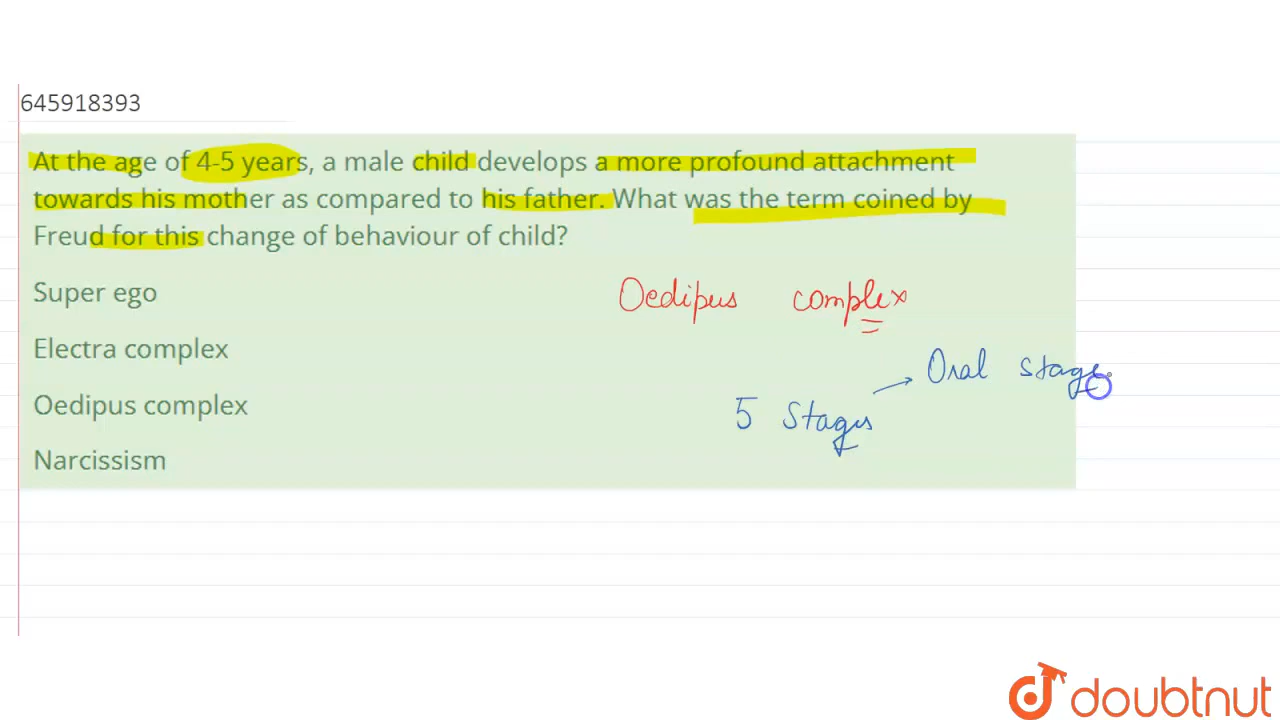 645918393
At the age of 4-5 years, a male child develops a more profound attachment
towards his mother as compared to his father. What was the term coined by
Freud for this change of behaviour of child?
Super ego
Oedipus complex
Electra complex
Oral stage
Oedipus complex
5 Stages
Narcissism
doubtnut